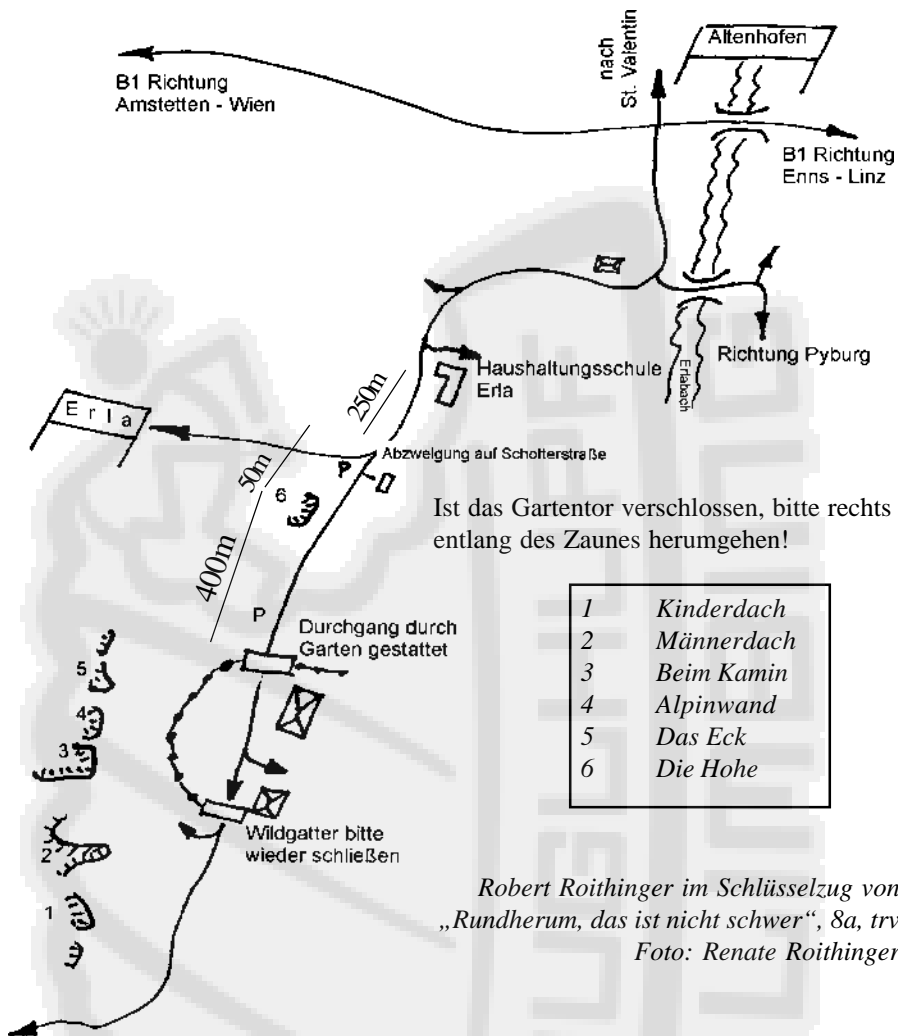 Altenhofen
nach
St. Valentin
B1 Richtung
Amstetten - Wien
B1 Richtung
Enns - Linz
Richtung Pyburg
Erlabach
Haushaltungsschule
Erla
250m
Erla
50m
P
Abzweigung auf Schotterstraße
6
400m
Ist das Gartentor verschlossen, bitte rechts
entlang des Zaunes herumgehen!
P
Durchgang durch
Garten gestattet
1 Kinderdach
2 Männerdach
3 Beim Kamin
4 Alpinwand
5 Das Eck
6 Die Hohe
5
4
3
Wildgatter bitte
wieder schließen
2
1
Robert Roithinger im Schlüsselzug von
„Rundherum, das ist nicht schwer“, 8a, trv
Foto: Renate Roithinger